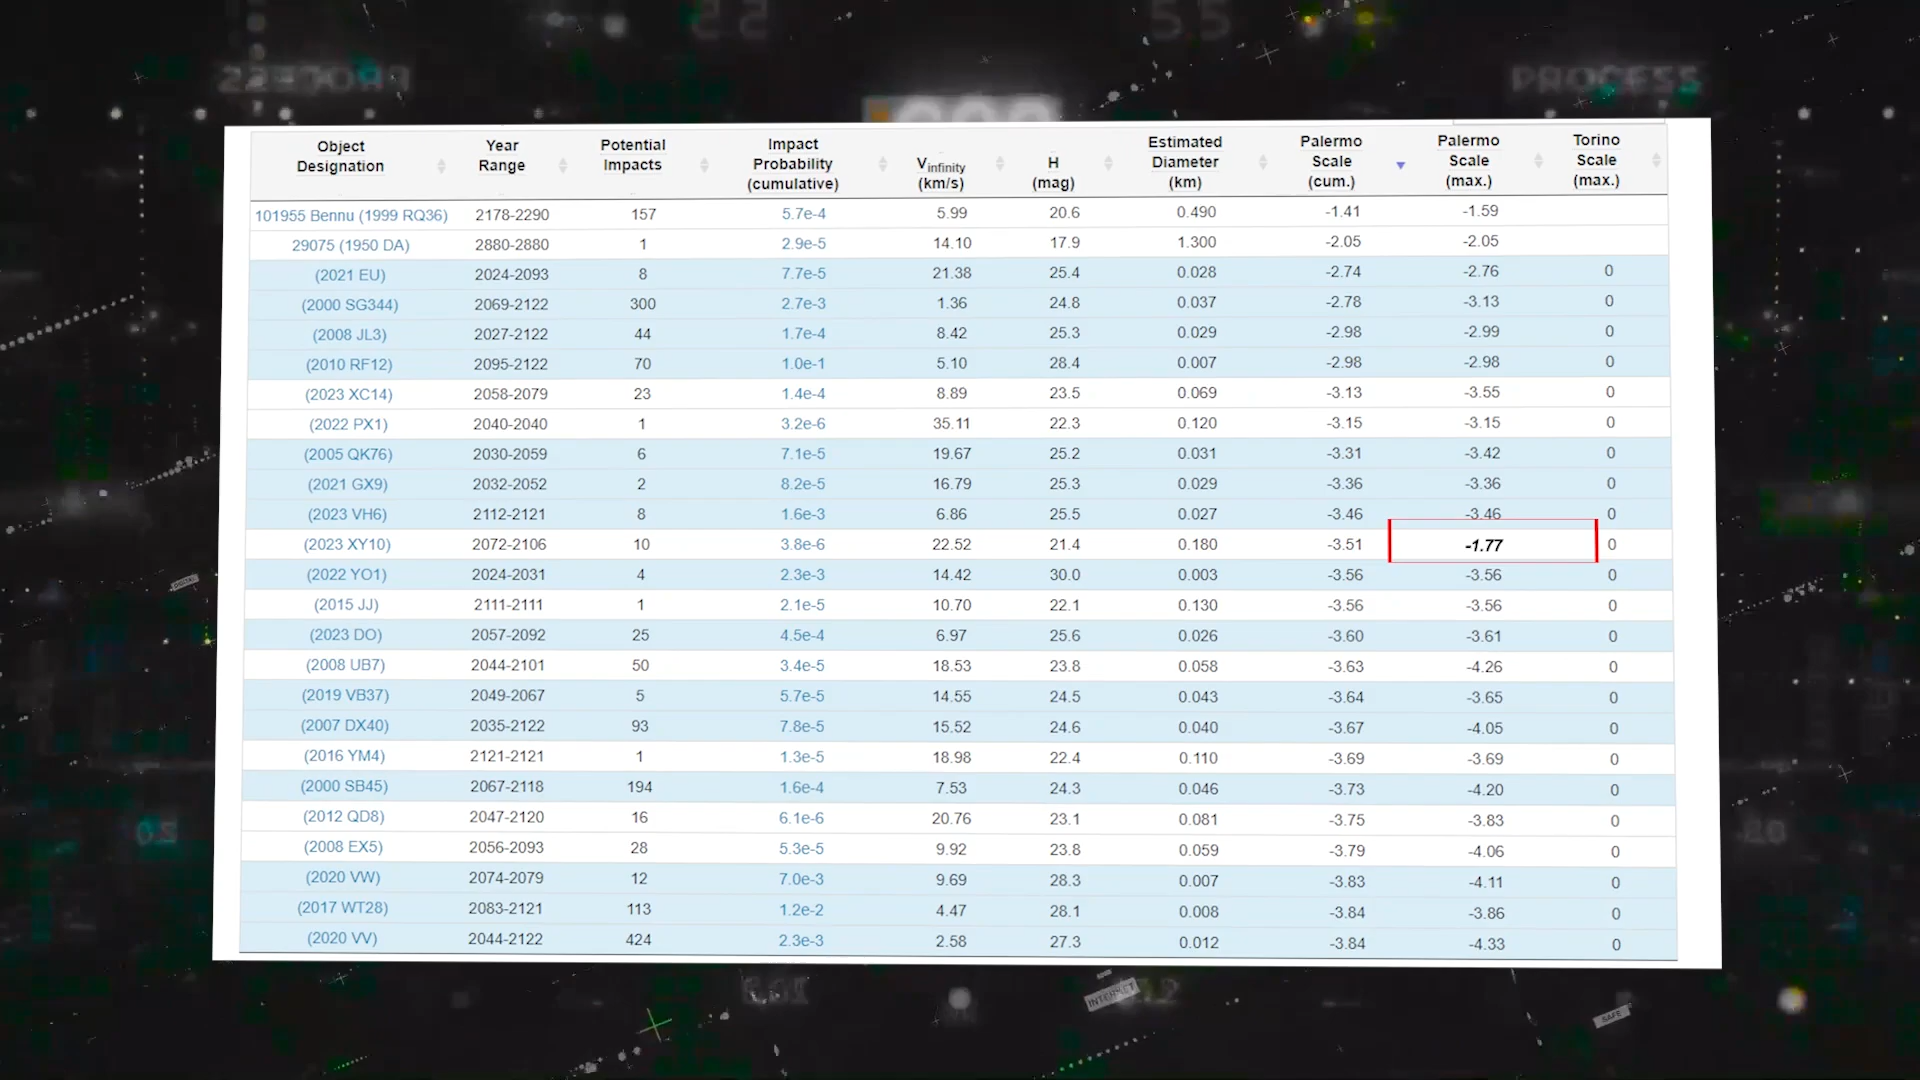 PROCESS
Object Designation Year Range Potential Impacts Impact Probability (cumulative) Vinfinity (km/s) H (mag) Estimated Diameter (km) Palermo Scale (cum.) Palermo Scale (max.) Torino Scale (max.)
101955 Bennu (1999 RQ36) 2178-2290 157 5.7e-4 5.99 20.6 0.490 -1.41 -1.59
29075 (1950 DA) 2880-2880 1 2.9e-5 14.10 17.9 1.300 -2.05 -2.05
(2021 EU) 2024-2093 8 7.7e-5 21.38 25.4 0.028 -2.74 -2.76 0
(2000 SG344) 2069-2122 300 2.7e-3 1.36 24.8 0.037 -2.78 -3.13 0
(2008 JL3) 2027-2122 44 1.7e-4 8.42 25.3 0.029 -2.98 -2.99 0
(2010 RF12) 2095-2122 70 1.0e-1 5.10 28.4 0.007 -2.98 -2.98 0
(2023 XC14) 2058-2079 23 1.4e-4 8.89 23.5 0.069 -3.13 -3.55 0
(2022 PX1) 2040-2040 1 3.2e-6 35.11 22.3 0.120 -3.15 -3.15 0
(2005 QK76) 2030-2059 6 7.1e-5 19.67 25.2 0.031 -3.31 -3.42 0
(2021 GX9) 2032-2052 2 8.2e-5 16.79 25.3 0.029 -3.36 -3.36 0
(2023 VH6) 2112-2121 8 1.6e-3 6.86 25.5 0.027 -3.46 -3.46 0
(2023 XY10) 2072-2106 10 3.8e-6 22.52 21.4 0.180 -3.51 -1.77 0
(2022 YO1) 2024-2031 4 2.3e-3 14.42 30.0 0.003 -3.56 -3.56 0
(2015 JJ) 2111-2111 1 2.1e-5 10.70 22.1 0.130 -3.56 -3.56 0
(2023 DO) 2057-2092 25 4.5e-4 6.97 25.6 0.026 -3.60 -3.61 0
(2008 UB7) 2044-2101 50 3.4e-5 18.53 23.8 0.058 -3.63 -4.26 0
(2019 VB37) 2049-2067 5 5.7e-5 14.55 24.5 0.043 -3.64 -3.65 0
(2007 DX40) 2035-2122 93 7.8e-5 15.52 24.6 0.040 -3.67 -4.05 0
(2016 YM4) 2121-2121 1 1.3e-5 18.98 22.4 0.110 -3.69 -3.69 0
(2000 SB45) 2067-2118 194 1.6e-4 7.53 24.3 0.046 -3.73 -4.20 0
(2012 QD8) 2047-2120 16 6.1e-6 20.76 23.1 0.081 -3.75 -3.83 0
(2008 EX5) 2056-2093 28 5.3e-5 9.92 23.8 0.059 -3.79 -4.06 0
(2020 VW) 2074-2079 12 7.0e-3 9.69 28.3 0.007 -3.83 -4.11 0
(2017 WT28) 2083-2121 113 1.2e-2 4.47 28.1 0.008 -3.84 -3.86 0
(2020 VV) 2044-2122 424 2.3e-3 2.58 27.3 0.012 -3.84 -4.33 0
INTERNET
SAFE